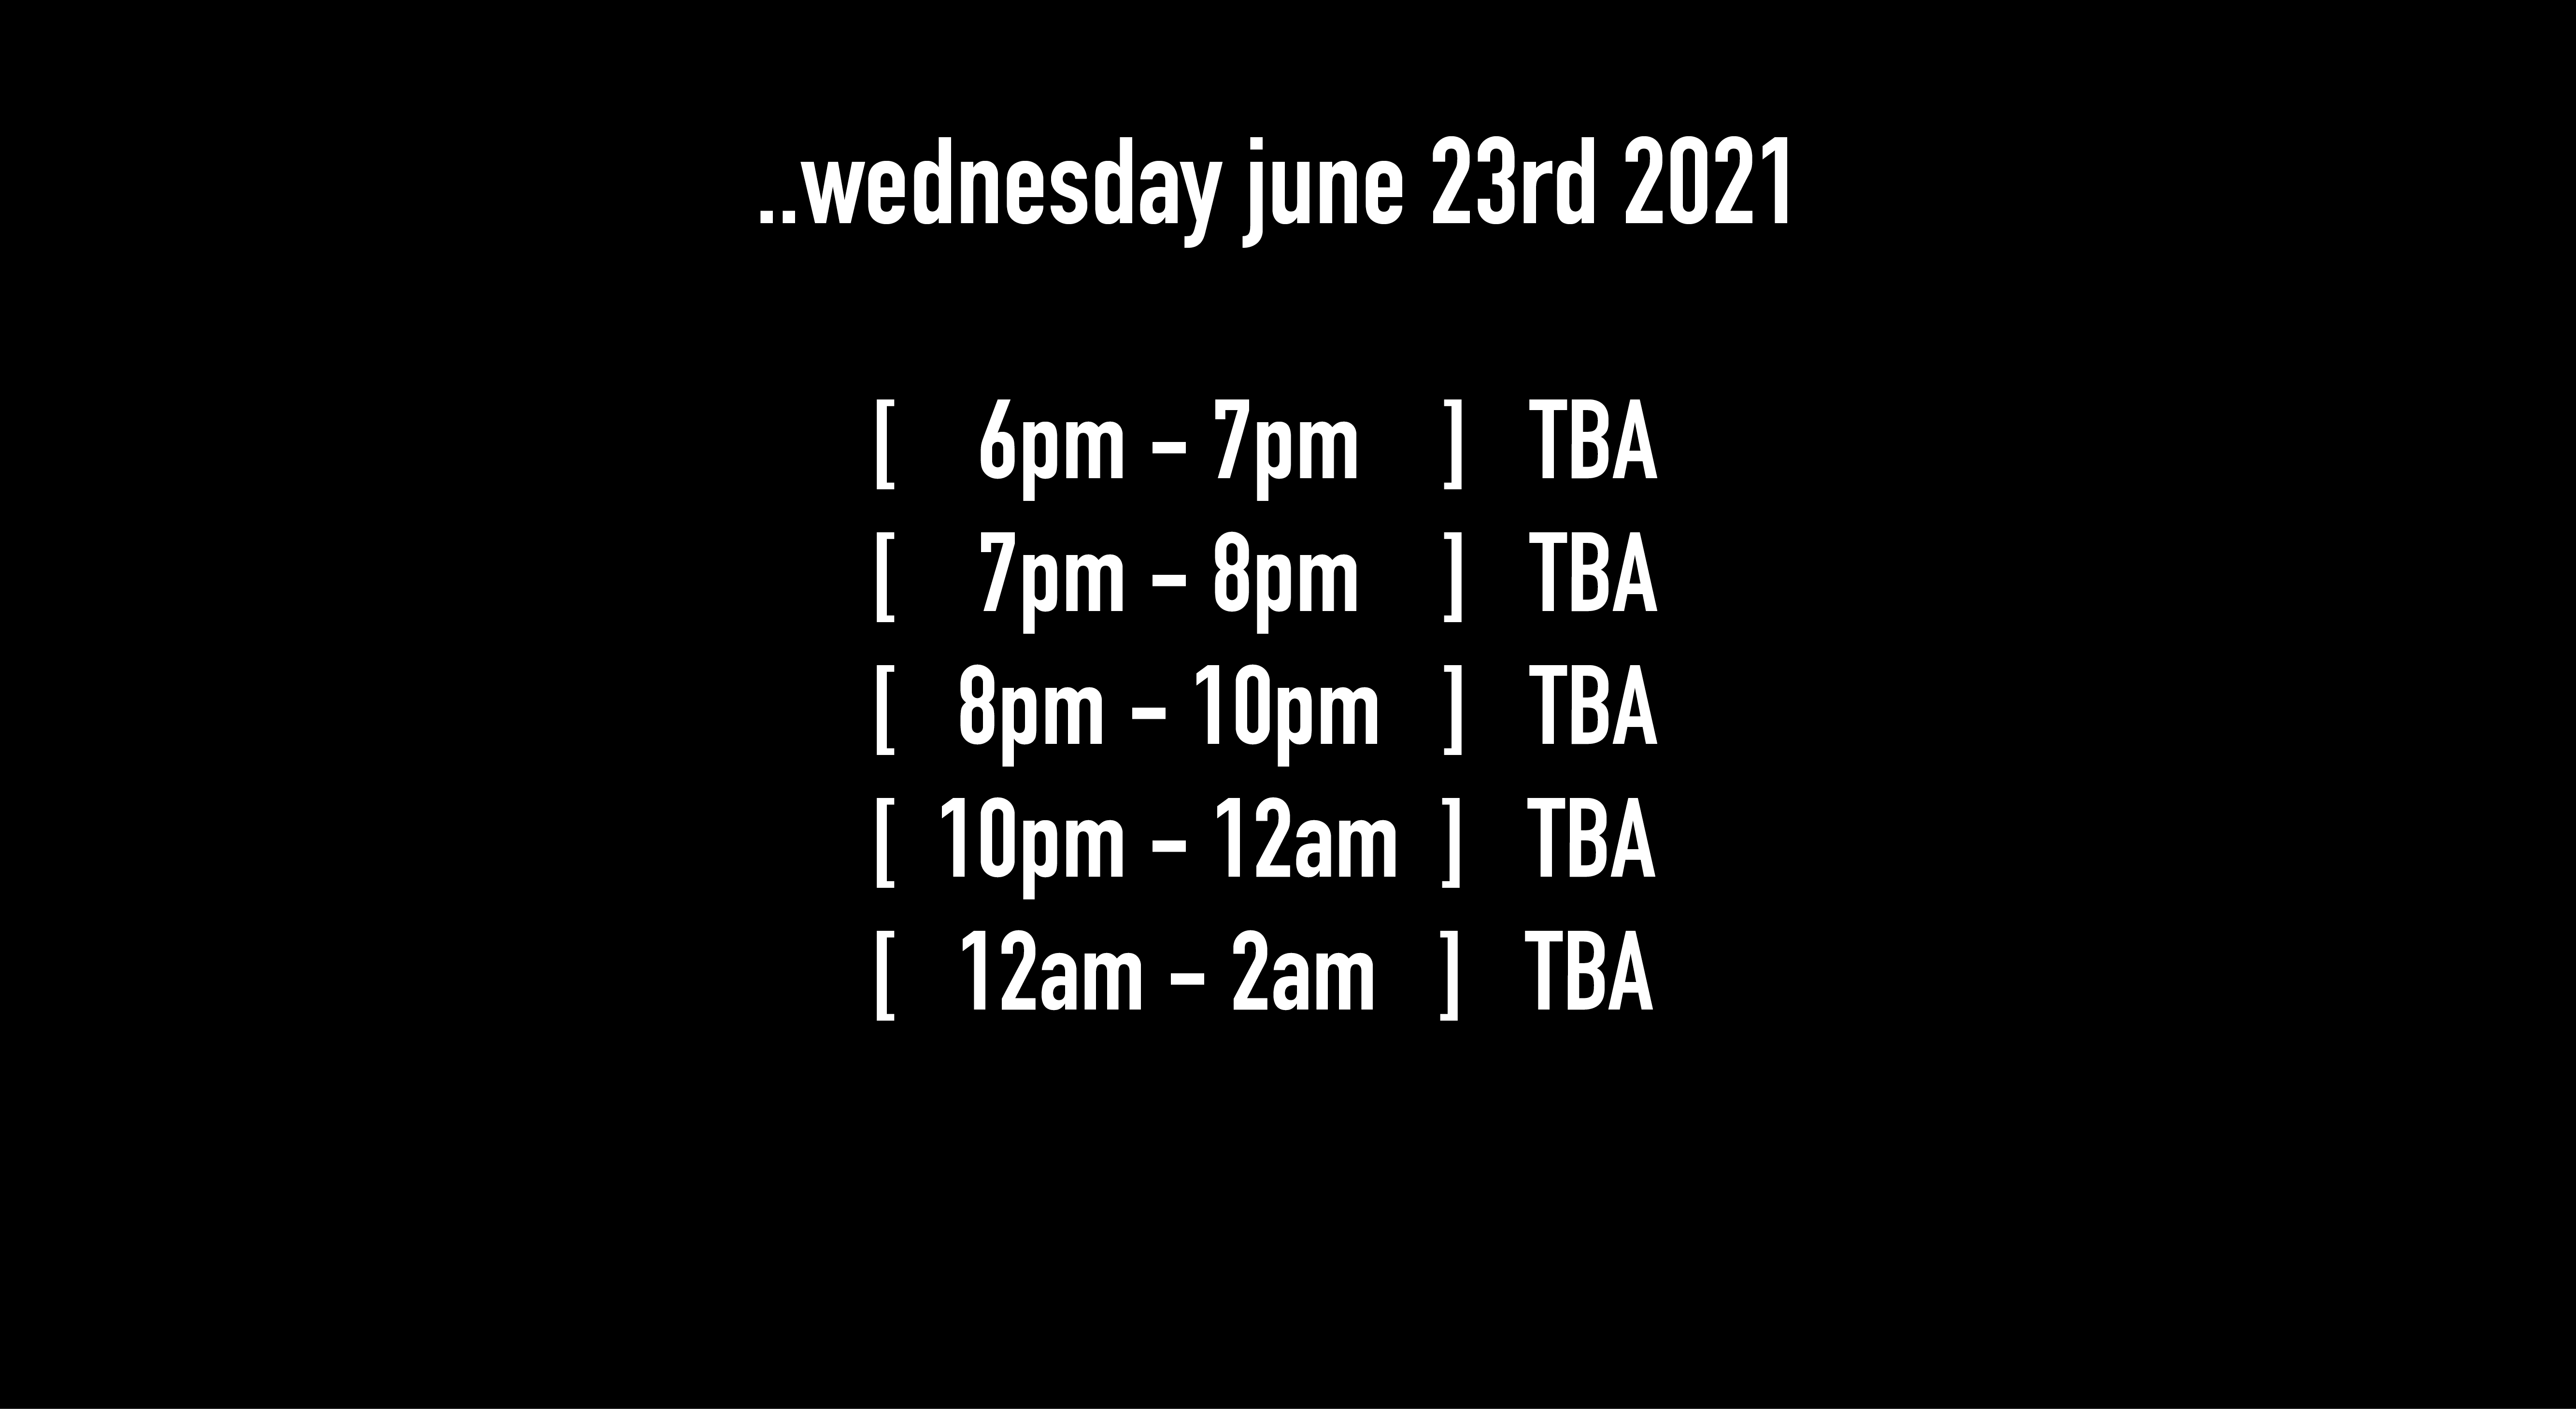 ..wednesday june 23rd 2021
[ 6pm - 7pm ] TBA
[ 7pm - 8pm ] TBA
[ 8pm - 10pm ] TBA
[ 10pm - 12am ] TBA
[ 12am - 2am ] TBA